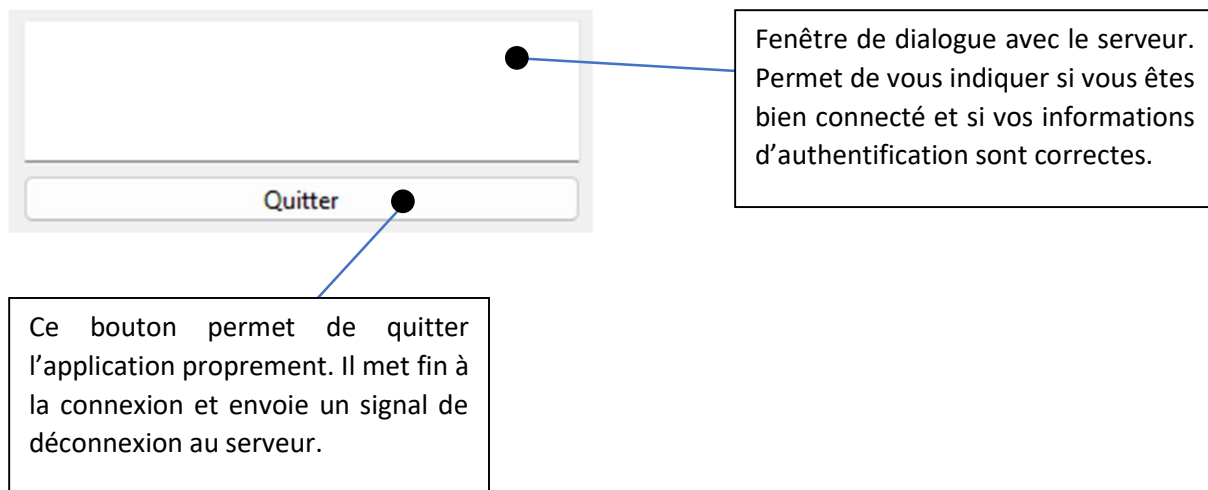 Fenêtre de dialogue avec le serveur.
Permet de vous indiquer si vous êtes
bien connecté et si vos informations
d’authentification sont correctes.
Quitter
Ce bouton permet de quitter
l’application proprement. Il met fin à
la connexion et envoie un signal de
déconnexion au serveur.